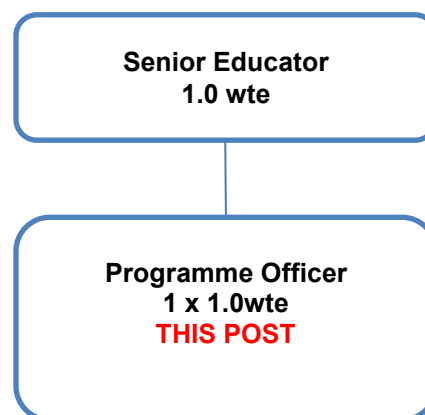 Senior Educator
1.0 wte
Programme Officer
1 x 1.0wte
THIS POST